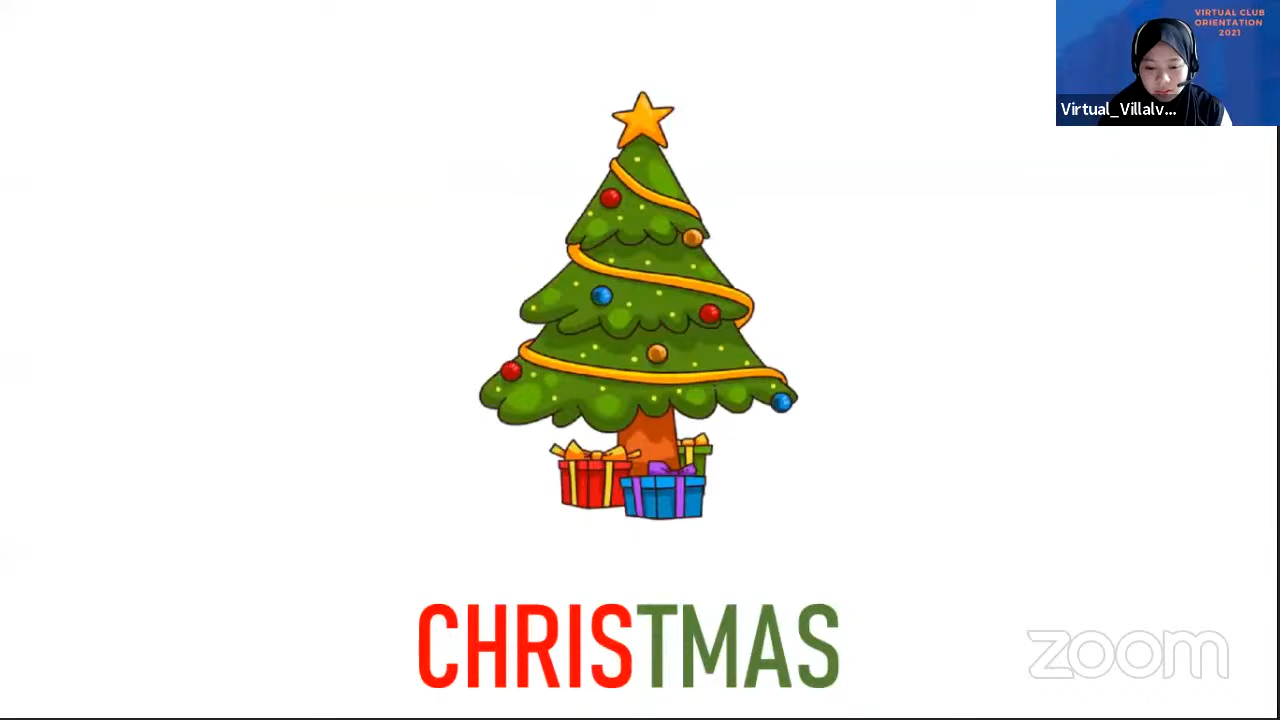 VIRTUAL CLUB
ORIENTATION
2021
Virtual_Villalv...
CHRISTMAS
zoom